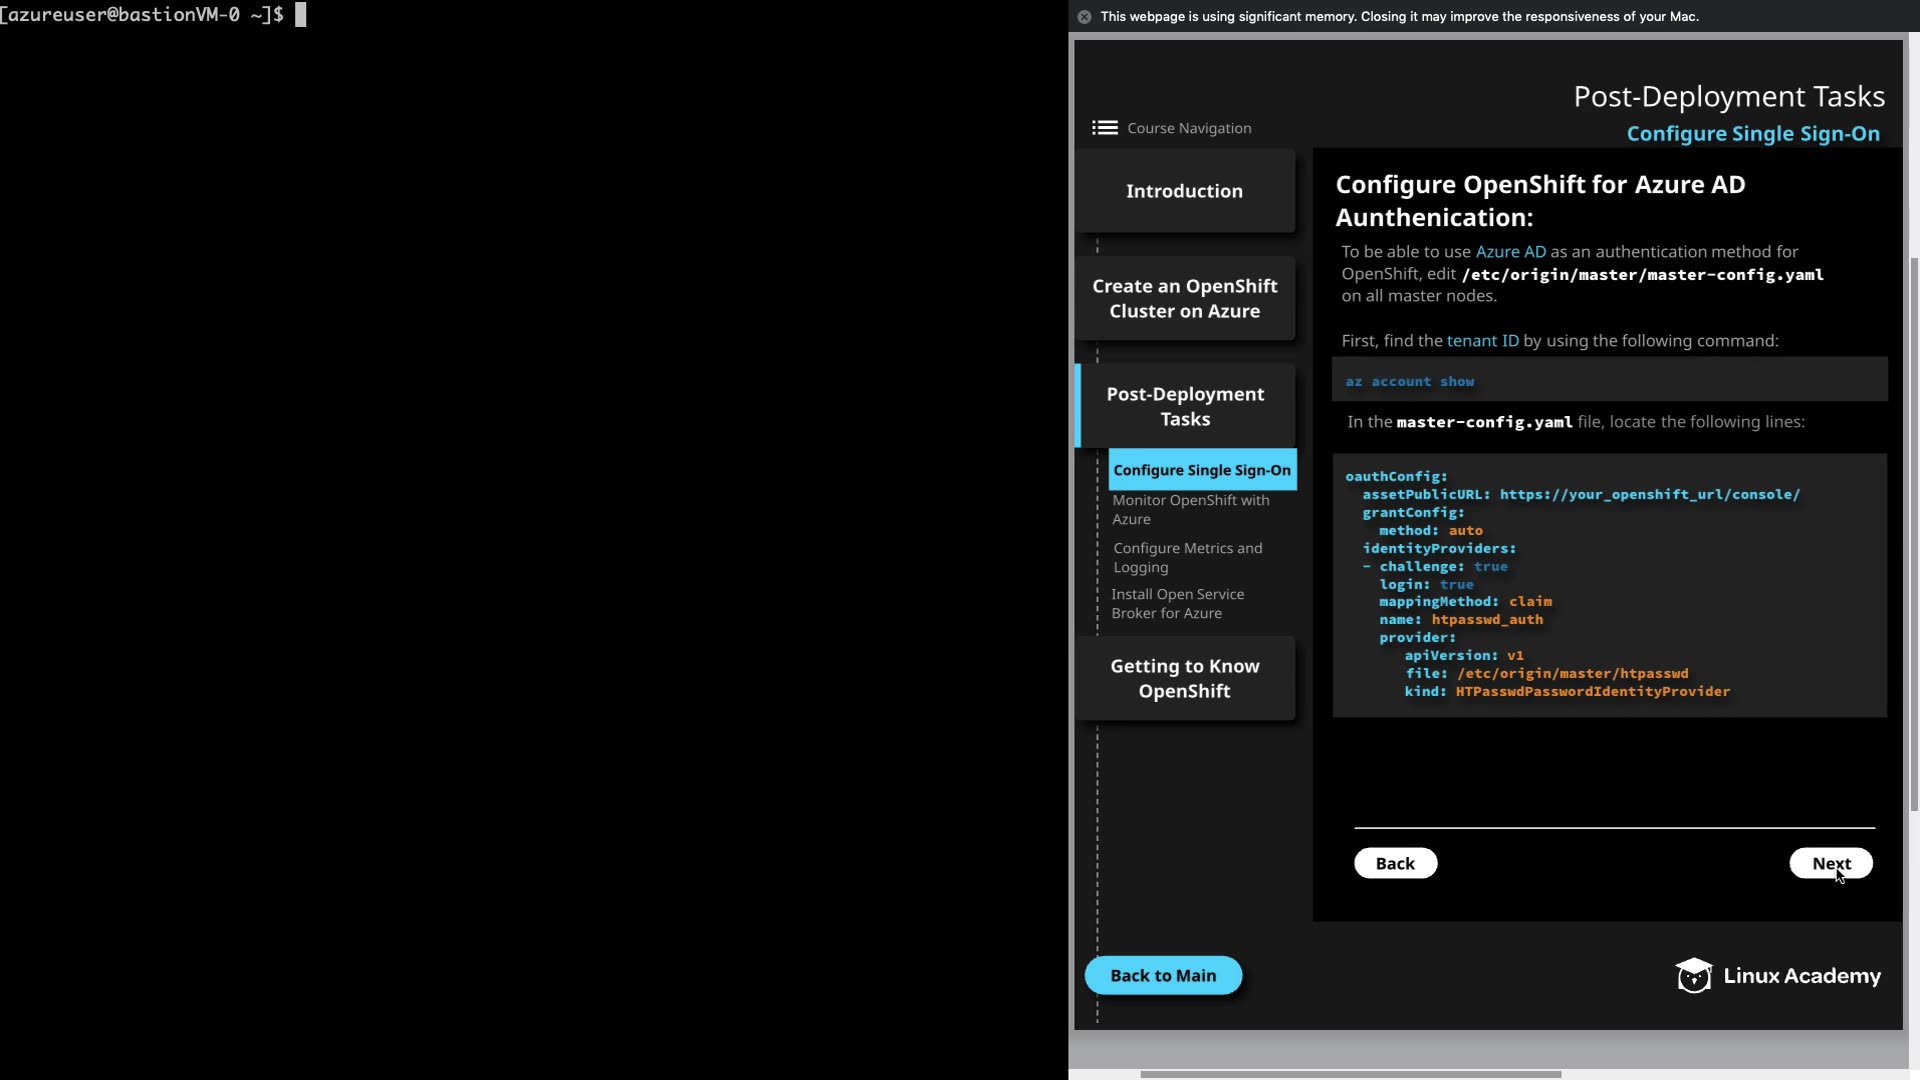 [azureuser@bastionVM-0 ~]$
This webpage is using significant memory. Closing it may improve the responsiveness of your Mac.
Post-Deployment Tasks
Configure Single Sign-On
Course Navigation
Introduction
Create an OpenShift
Cluster on Azure
Post-Deployment
Tasks
Configure Single Sign-On
Monitor OpenShift with
Azure
Configure Metrics and
Logging
Install Open Service
Broker for Azure
Getting to Know
OpenShift
Back to Main
Configure OpenShift for Azure AD
Aunthenication:
To be able to use Azure AD as an authentication method for
OpenShift, edit /etc/origin/master/master-config.yaml
on all master nodes.
First, find the tenant ID by using the following command:
az account show
In the master-config.yaml file, locate the following lines:
oauthConfig:
  assetPublicURL: https://your_openshift_url/console/
  grantConfig:
    method: auto
  identityProviders:
  - challenge: true
    login: true
    mappingMethod: claim
    name: htpasswd_auth
    provider:
       apiVersion: v1
       file: /etc/origin/master/htpasswd
       kind: HTPasswdPasswordIdentityProvider
Back
Next
Linux Academy